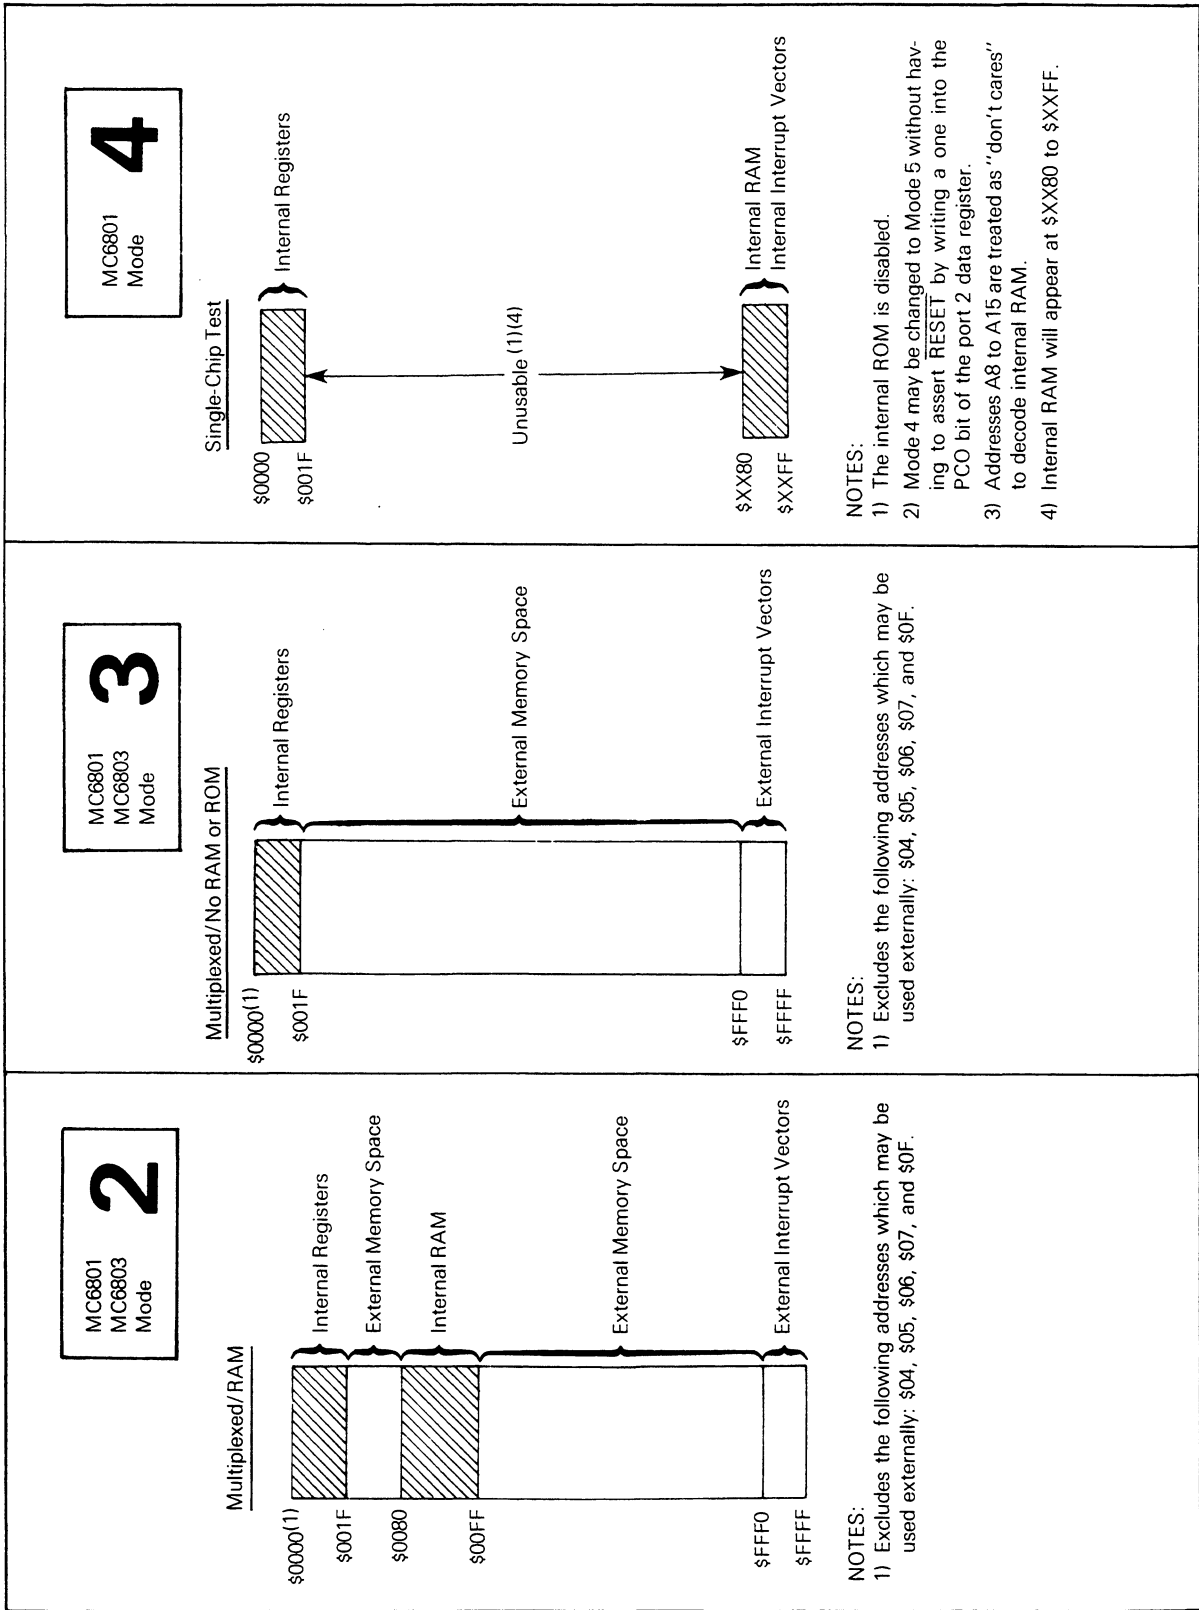 MC6801
MC6803
Mode
2
Multiplexed/RAM
$0000(1)
$001F
$0080
$00FF
$FFF0
$FFFF
Internal Registers
External Memory Space
Internal RAM
External Memory Space
External Interrupt Vectors
NOTES:
1) Excludes the following addresses which may be
used externally: $04, $05, $06, $07, and $0F.
MC6801
MC6803
Mode
3
Multiplexed/No RAM or ROM
$0000(1)
$001F
$FFF0
$FFFF
Internal Registers
External Memory Space
External Interrupt Vectors
NOTES:
1) Excludes the following addresses which may be
used externally: $04, $05, $06, $07, and $0F.
MC6801
Mode
4
Single-Chip Test
$0000
$001F
$XX80
$XXFF
Internal Registers
Unusable (1)(4)
Internal RAM
Internal Interrupt Vectors
NOTES:
1) The internal ROM is disabled.
2) Mode 4 may be changed to Mode 5 without hav-
ing to assert RESET by writing a one into the
PCO bit of the port 2 data register.
3) Addresses A8 to A15 are treated as "don't cares"
to decode internal RAM.
4) Internal RAM will appear at $XX80 to $XXFF.